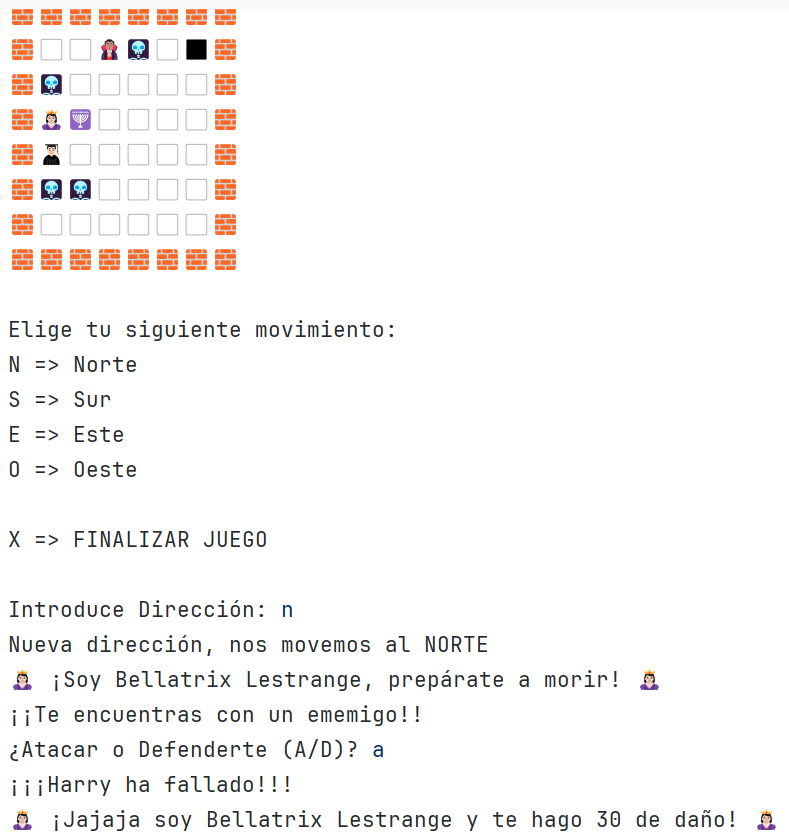 Elige tu siguiente movimiento:
N => Norte
S => Sur
E => Este
O => Oeste
X => FINALIZAR JUEGO
Introduce Dirección: n
Nueva dirección, nos movemos al NORTE
👸🏻 ¡Soy Bellatrix Lestrange, prepárate a morir! 👸🏻
¡¡Te encuentras con un ememigo!!
¿Atacar o Defenderte (A/D)? a
¡¡¡Harry ha fallado!!!
👸🏻 ¡Jajaja soy Bellatrix Lestrange y te hago 30 de daño! 👸🏻